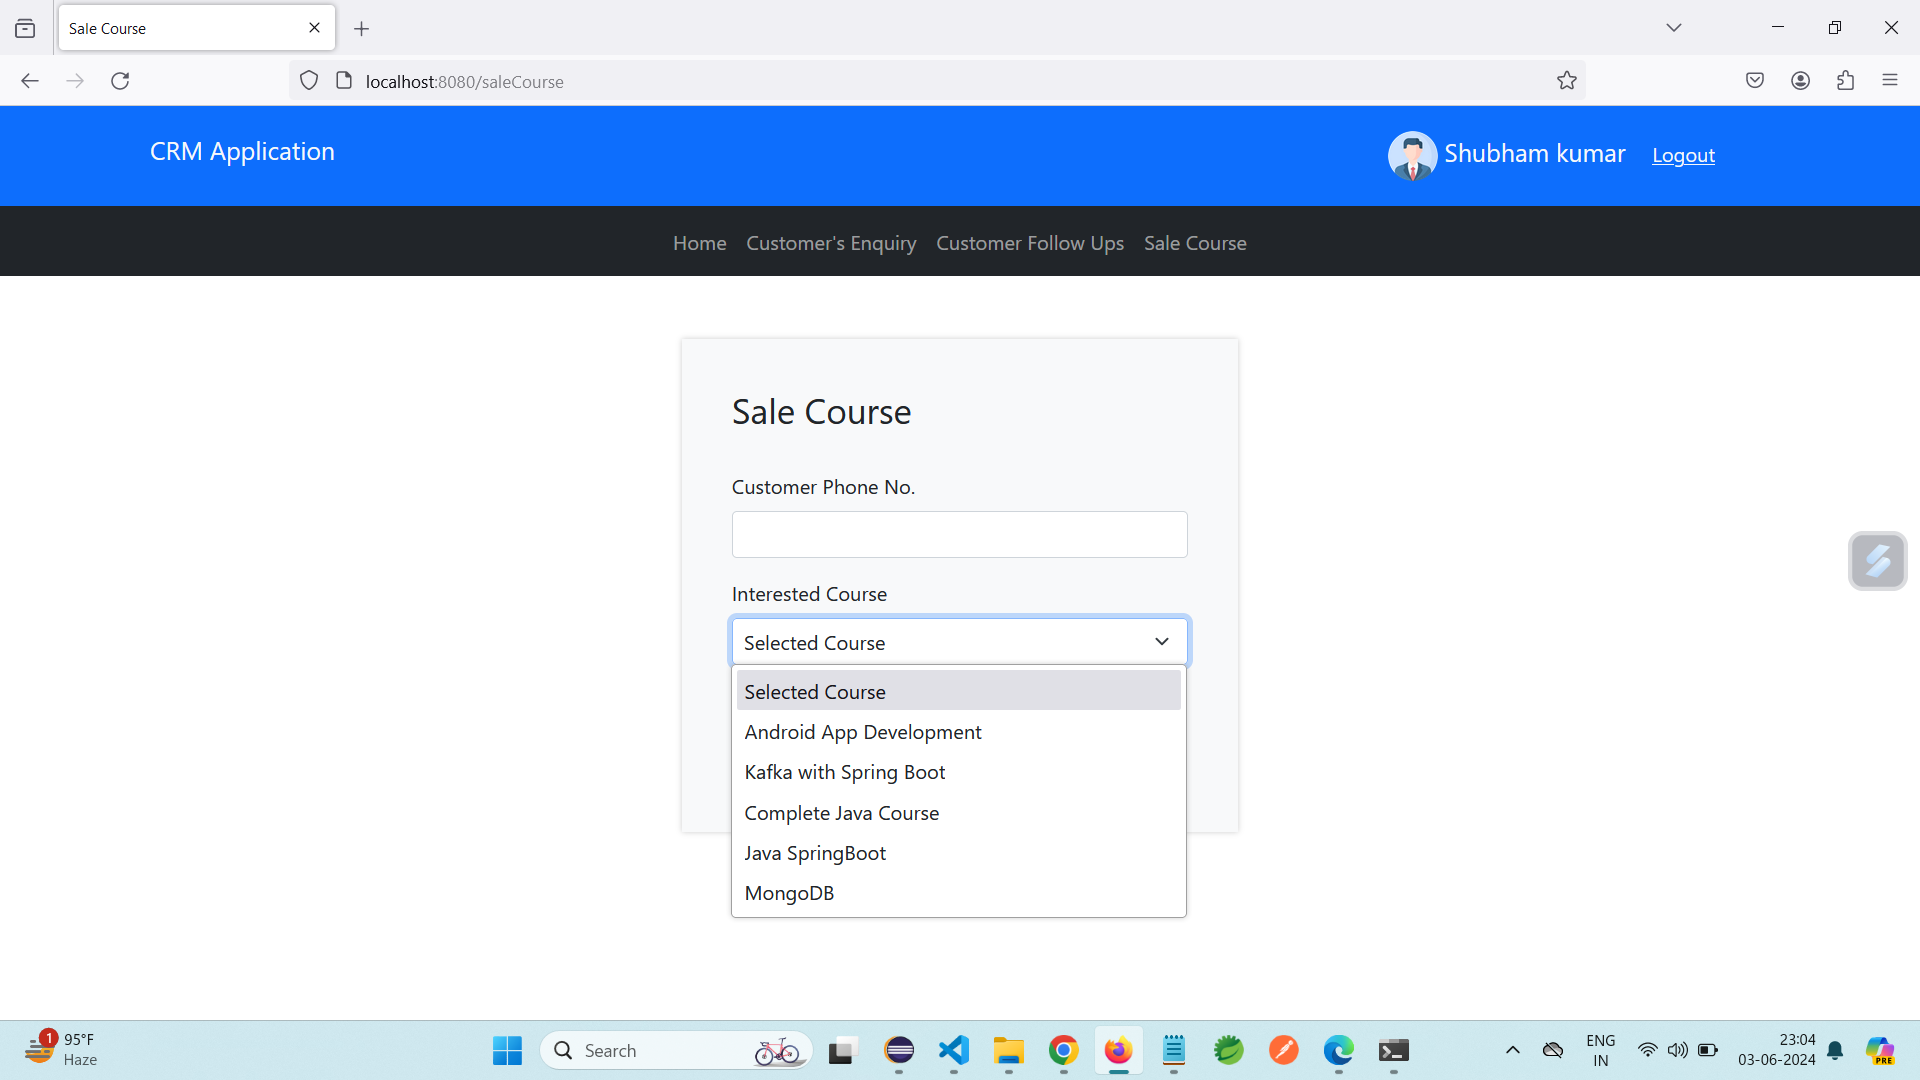 Sale Course
localhost:8080/saleCourse
CRM Application
Shubham kumar Logout
Home Customer's Enquiry Customer Follow Ups Sale Course
Sale Course
Customer Phone No.
Interested Course
Selected Course
Selected Course
Android App Development
Kafka with Spring Boot
Complete Java Course
Java SpringBoot
MongoDB
1
95°F
Haze
Search
ENG
IN
23:04
03-06-2024
PRE